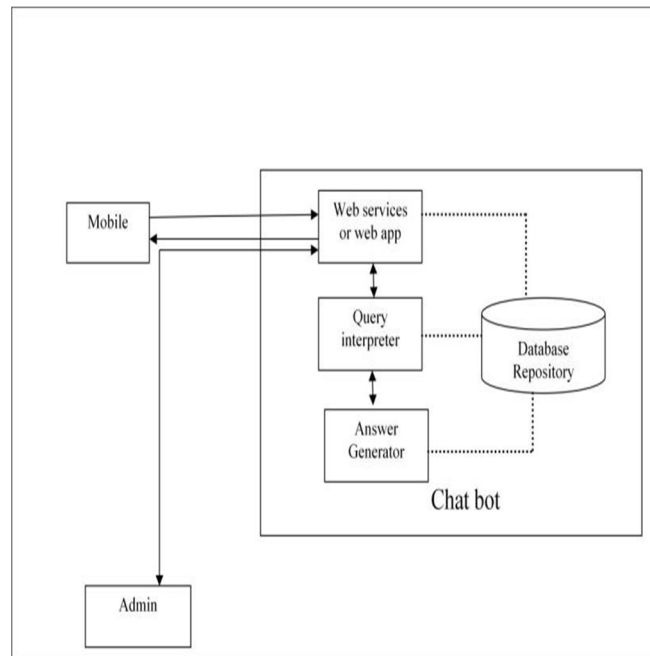 Mobile
Web services
or web app
Query
interpreter
Database
Repository
Answer
Generator
Chat bot
Admin